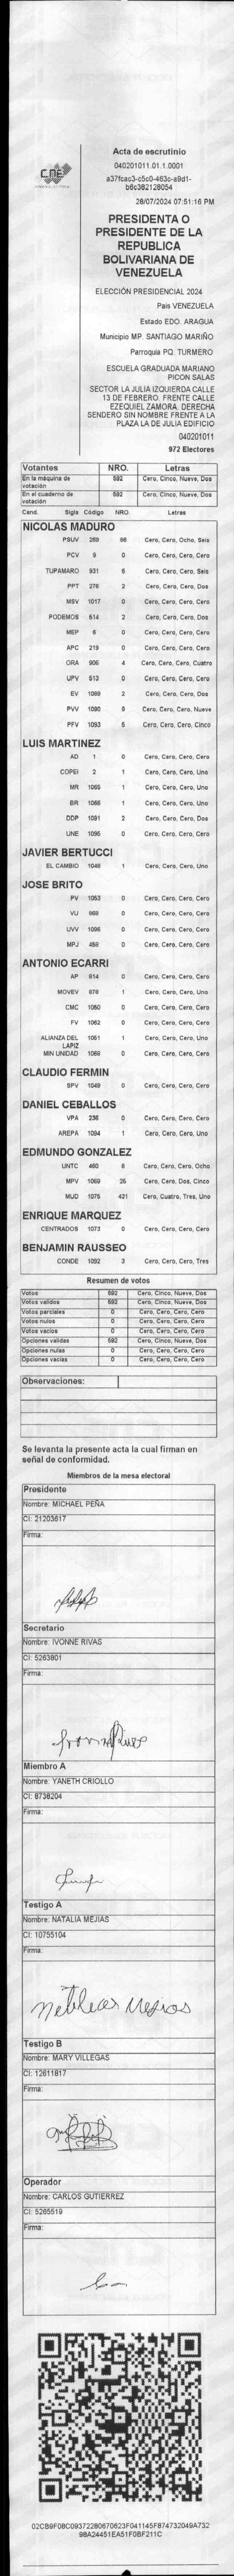 CNE
Acta de escrutinio
040201011.01.1.0001
a37fcac3-c5c0-463c-a9d1-
b6c382128054
28/07/2024 07:51:16 PM
PRESIDENTA O
PRESIDENTE DE LA
REPUBLICA
BOLIVARIANA DE
VENEZUELA
ELECCIÓN PRESIDENCIAL 2024
Pais VENEZUELA
Estado EDO. ARAGUA
Municipio MP. SANTIAGO MARIÑO
Parroquia PQ. TURMERO
ESCUELA GRADUADA MARIANO
PICON SALAS
SECTOR LA JULIA IZQUIERDA CALLE
13 DE FEBRERO. FRENTE CALLE
EZEQUIEL ZAMORA. DERECHA
SENDERO SIN NOMBRE FRENTE A LA
PLAZA LA DE JULIA EDIFICIO
040201011
972 Electores
Votantes NRO. Letras
En la máquina de votación 592 Cero, Cinco, Nueve, Dos
En el cuaderno de votación 592 Cero, Cinco, Nueve, Dos
Cand. Sigla Código NRO. Letras
NICOLAS MADURO
PSUV 269 86 Cero, Cero, Ocho, Seis
PCV 9 0 Cero, Cero, Cero, Cero
TUPAMARO 931 6 Cero, Cero, Cero, Seis
PPT 276 2 Cero, Cero, Cero, Dos
MSV 1017 0 Cero, Cero, Cero, Cero
PODEMOS 514 2 Cero, Cero, Cero, Dos
MEP 6 0 Cero, Cero, Cero, Cero
APC 219 0 Cero, Cero, Cero, Cero
ORA 906 4 Cero, Cero, Cero, Cuatro
UPV 513 0 Cero, Cero, Cero, Cero
EV 1089 2 Cero, Cero, Cero, Dos
PVV 1090 9 Cero, Cero, Cero, Nueve
PFV 1093 5 Cero, Cero, Cero, Cinco
LUIS MARTINEZ
AD 1 0 Cero, Cero, Cero, Cero
COPEI 2 1 Cero, Cero, Cero, Uno
MR 1065 1 Cero, Cero, Cero, Uno
BR 1066 1 Cero, Cero, Cero, Uno
DDP 1091 2 Cero, Cero, Cero, Dos
UNE 1095 0 Cero, Cero, Cero, Cero
JAVIER BERTUCCI
EL CAMBIO 1048 1 Cero, Cero, Cero, Uno
JOSE BRITO
PV 1053 0 Cero, Cero, Cero, Cero
VU 968 0 Cero, Cero, Cero, Cero
UVV 1096 0 Cero, Cero, Cero, Cero
MPJ 458 0 Cero, Cero, Cero, Cero
ANTONIO ECARRI
AP 814 0 Cero, Cero, Cero, Cero
MOVEV 878 1 Cero, Cero, Cero, Uno
CMC 1050 0 Cero, Cero, Cero, Cero
FV 1062 0 Cero, Cero, Cero, Cero
ALIANZA DEL LAPIZ 1051 1 Cero, Cero, Cero, Uno
MIN UNIDAD 1068 0 Cero, Cero, Cero, Cero
CLAUDIO FERMIN
SPV 1049 0 Cero, Cero, Cero, Cero
DANIEL CEBALLOS
VPA 236 0 Cero, Cero, Cero, Cero
AREPA 1094 1 Cero, Cero, Cero, Uno
EDMUNDO GONZALEZ
UNTC 460 8 Cero, Cero, Cero, Ocho
MPV 1069 25 Cero, Cero, Dos, Cinco
MUD 1075 431 Cero, Cuatro, Tres, Uno
ENRIQUE MARQUEZ
CENTRADOS 1073 0 Cero, Cero, Cero, Cero
BENJAMIN RAUSSEO
CONDE 1092 3 Cero, Cero, Cero, Tres
Resumen de votos
Votos 592 Cero, Cinco, Nueve, Dos
Votos validos 592 Cero, Cinco, Nueve, Dos
Votos parciales 0 Cero, Cero, Cero, Cero
Votos nulos 0 Cero, Cero, Cero, Cero
Votos vacios 0 Cero, Cero, Cero, Cero
Opciones validas 592 Cero, Cinco, Nueve, Dos
Opciones nulas 0 Cero, Cero, Cero, Cero
Opciones vacias 0 Cero, Cero, Cero, Cero
Observaciones:
Se levanta la presente acta la cual firman en
señal de conformidad.
Miembros de la mesa electoral
Presidente
Nombre: MICHAEL PEÑA
CI: 21203617
Firma:
Secretario
Nombre: IVONNE RIVAS
CI: 5263801
Firma:
Miembro A
Nombre: YANETH CRIOLLO
CI: 8738204
Firma:
Testigo A
Nombre: NATALIA MEJIAS
CI: 10755104
Firma:
Testigo B
Nombre: MARY VILLEGAS
CI: 12611817
Firma:
Operador
Nombre: CARLOS GUTIERREZ
CI: 5265519
Firma: